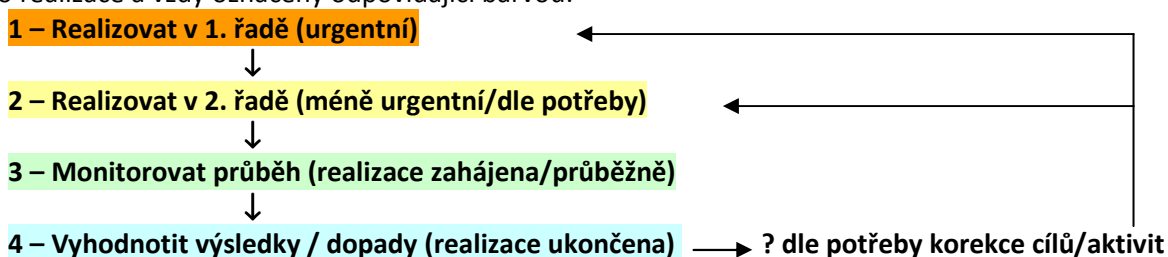 realizace a vždy označeny odpovídající barvou:
1 – Realizovat v 1. řadě (urgentní)
↓
2 – Realizovat v 2. řadě (méně urgentní/dle potřeby)
↓
3 – Monitorovat průběh (realizace zahájena/průběžně)
↓
4 – Vyhodnotit výsledky / dopady (realizace ukončena) ? dle potřeby korekce cílů/aktivit